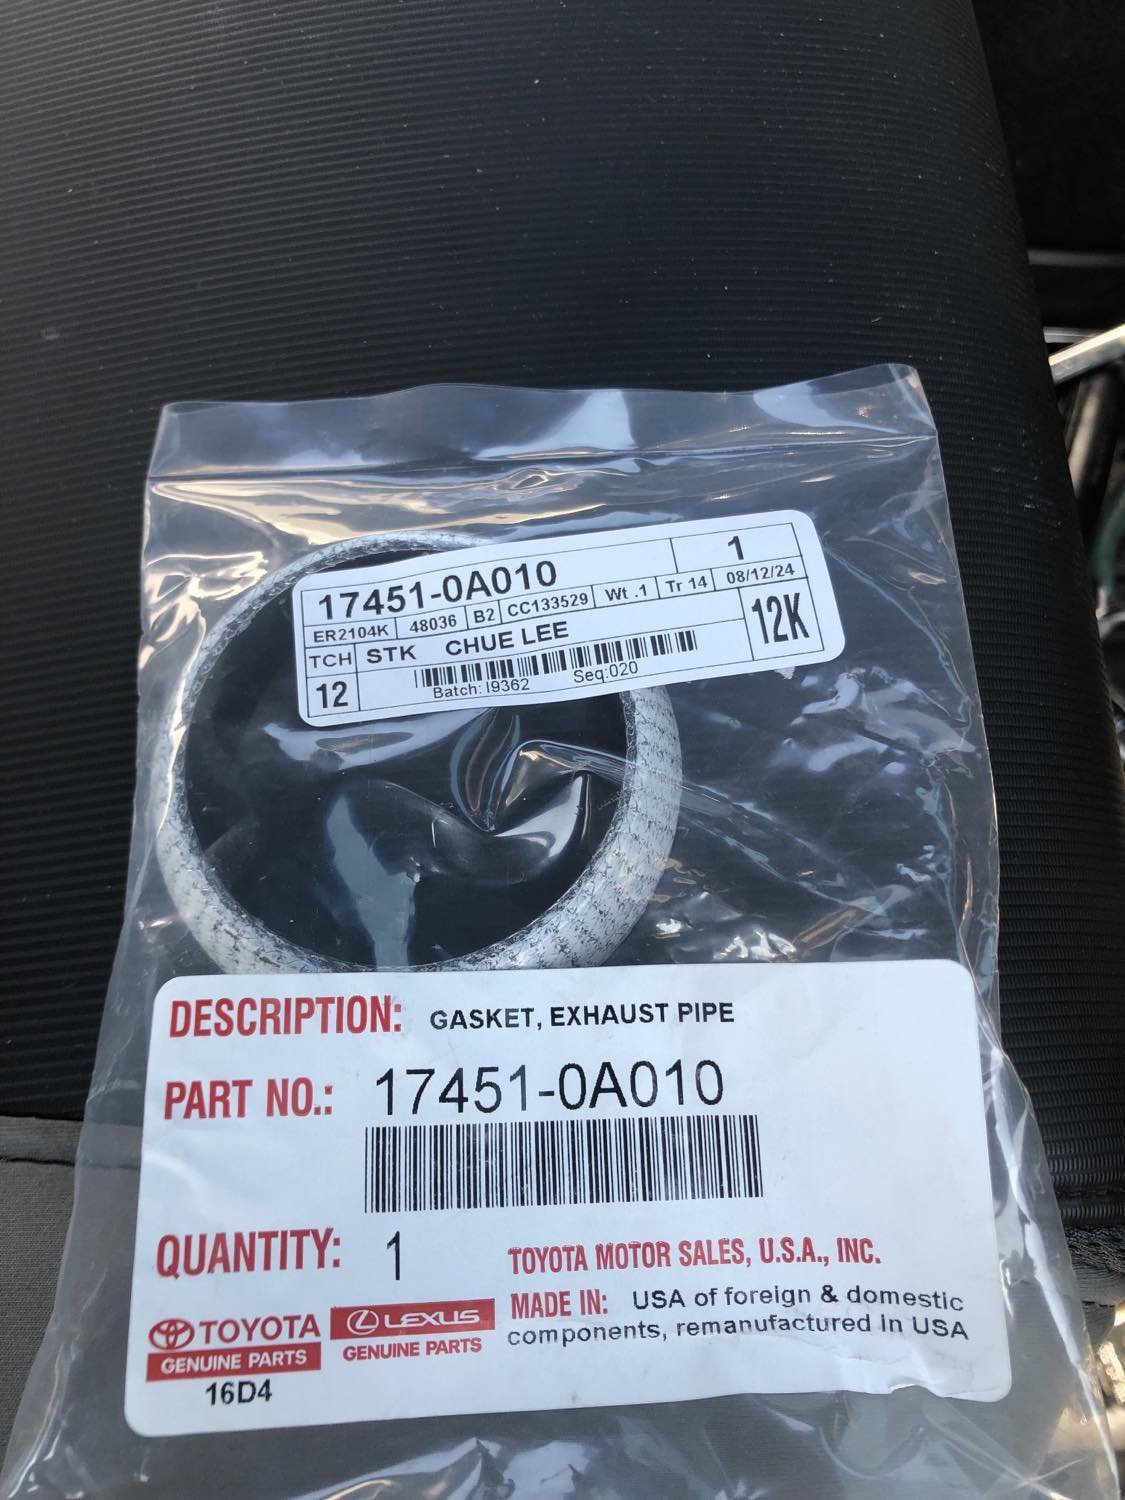 17451-0A010 1
ER2104K 48036 B2 CC133529 Wt .1 Tr 14 08/12/24
TCH STK CHUE LEE 12K
12 Batch: I9362 Seq:020
DESCRIPTION: GASKET, EXHAUST PIPE
PART NO.: 17451-0A010
QUANTITY: 1
TOYOTA MOTOR SALES, U.S.A., INC.
MADE IN: USA of foreign & domestic
components, remanufactured in USA
TOYOTA
GENUINE PARTS
LEXUS
GENUINE PARTS
16D4